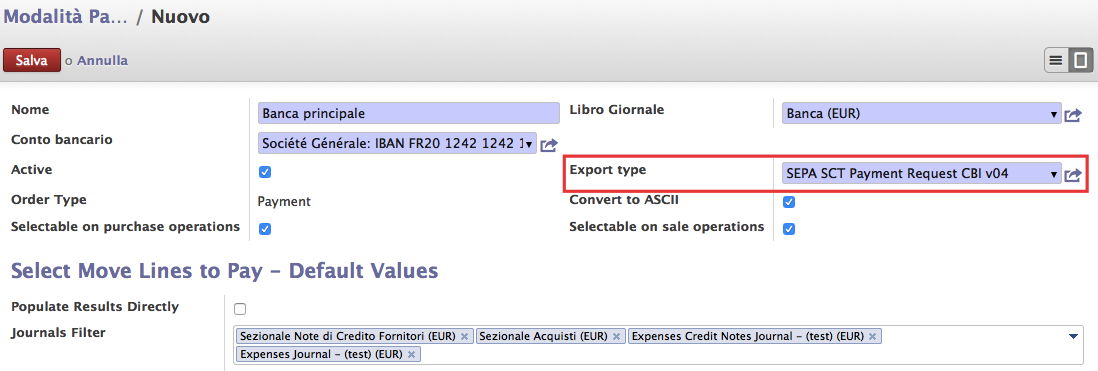 Modalità Pa... / Nuovo
Salva o Annulla
Nome Banca principale Libro Giornale Banca (EUR)
Conto bancario Société Générale: IBAN FR20 1242 1242 1
Active Export type SEPA SCT Payment Request CBI v04
Order Type Payment Convert to ASCII
Selectable on purchase operations Selectable on sale operations
Select Move Lines to Pay – Default Values
Populate Results Directly
Journals Filter Sezionale Note di Credito Fornitori (EUR) × Sezionale Acquisti (EUR) × Expenses Credit Notes Journal – (test) (EUR) ×
Expenses Journal – (test) (EUR) ×